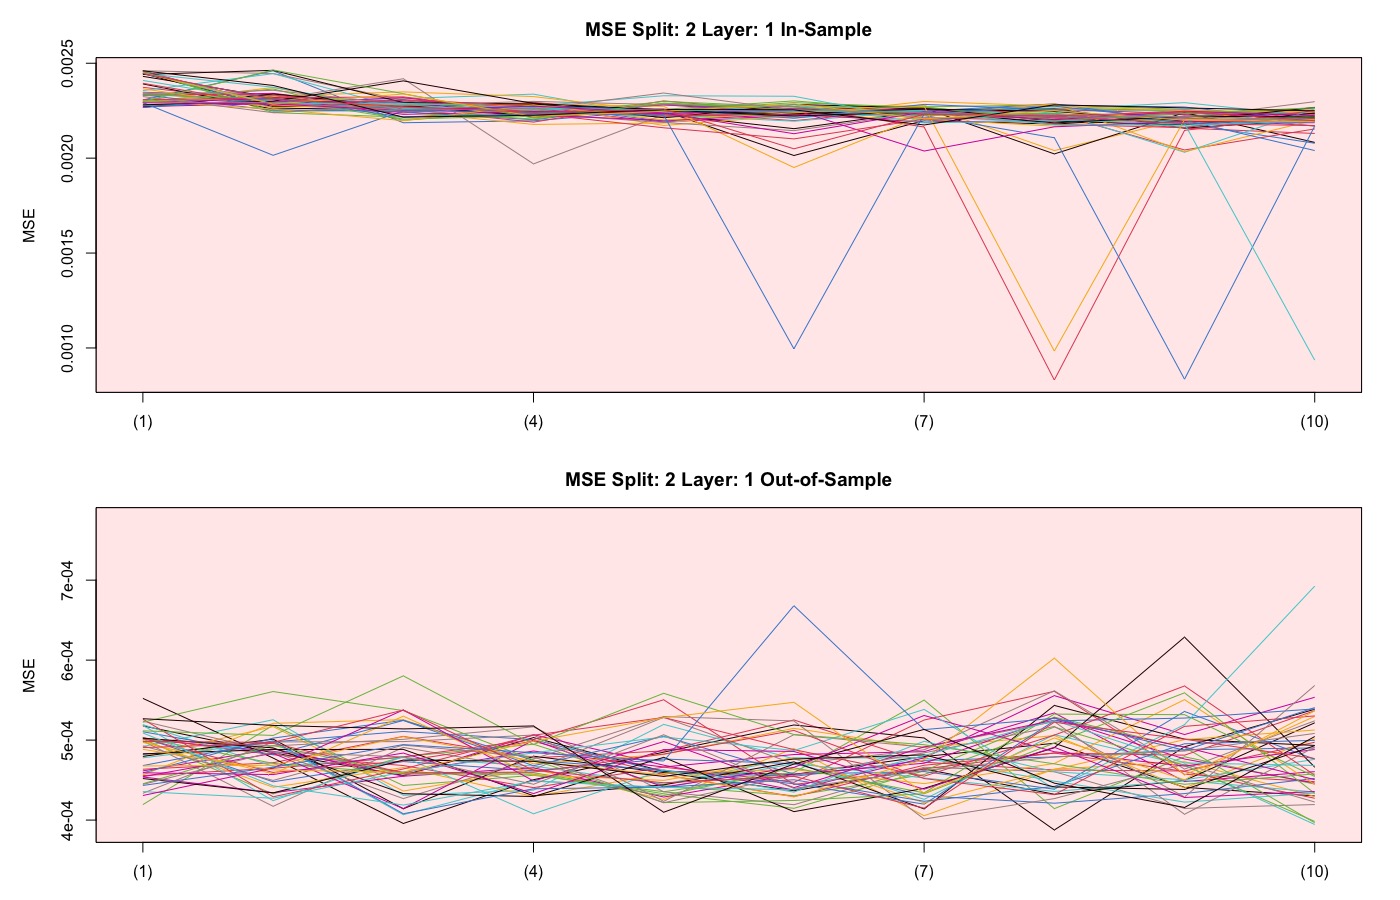 MSE Split: 2 Layer: 1 In-Sample
MSE
0.0025
0.0020
0.0015
0.0010
(1)
(4)
(7)
(10)
MSE Split: 2 Layer: 1 Out-of-Sample
MSE
7e-04
6e-04
5e-04
4e-04
(1)
(4)
(7)
(10)